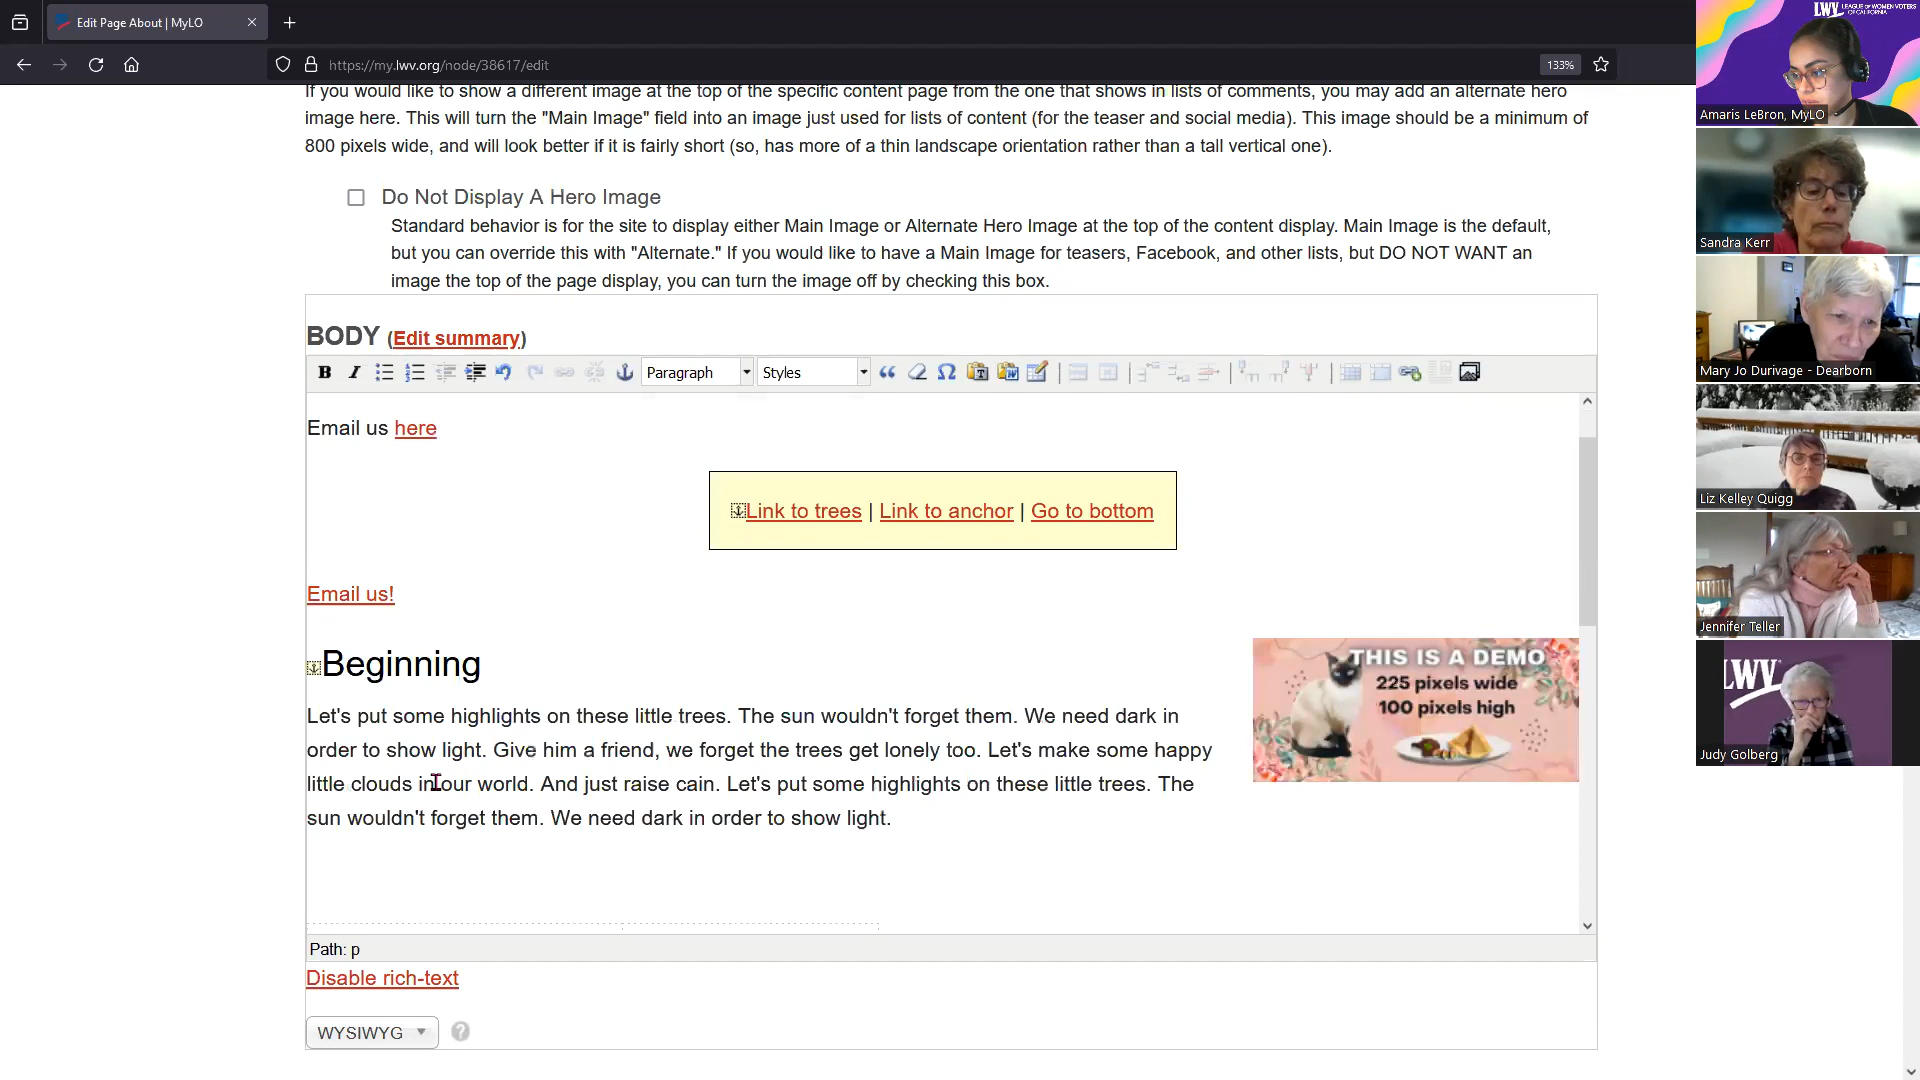 Edit Page About | MyLO
https://my.lwv.org/node/38617/edit
133%
If you would like to show a different image at the top of the specific content page from the one that shows in lists of comments, you may add an alternate hero
image here. This will turn the "Main Image" field into an image just used for lists of content (for the teaser and social media). This image should be a minimum of
800 pixels wide, and will look better if it is fairly short (so, has more of a thin landscape orientation rather than a tall vertical one).
Do Not Display A Hero Image
Standard behavior is for the site to display either Main Image or Alternate Hero Image at the top of the content display. Main Image is the default,
but you can override this with "Alternate." If you would like to have a Main Image for teasers, Facebook, and other lists, but DO NOT WANT an
image the top of the page display, you can turn the image off by checking this box.
BODY (Edit summary)
B I Paragraph Styles
Email us here
Link to trees | Link to anchor | Go to bottom
Email us!
Beginning
Let's put some highlights on these little trees. The sun wouldn't forget them. We need dark in
order to show light. Give him a friend, we forget the trees get lonely too. Let's make some happy
little clouds in our world. And just raise cain. Let's put some highlights on these little trees. The
sun wouldn't forget them. We need dark in order to show light.
THIS IS A DEMO
225 pixels wide
100 pixels high
Path: p
Disable rich-text
WYSIWYG
?
LWV LEAGUE OF WOMEN VOTERS
OF CALIFORNIA
Amaris LeBron, MyLO
Sandra Kerr
Mary Jo Durivage - Dearborn
Liz Kelley Quigg
Jennifer Teller
LWV
Judy Golberg